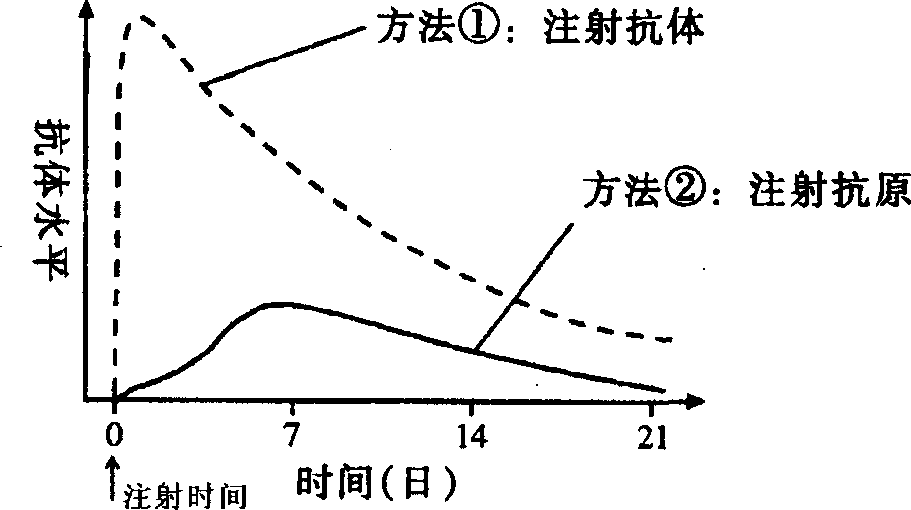 方法①：注射抗体
抗体水平
方法②：注射抗原
0 7 14 21
注射时间
时间(日)